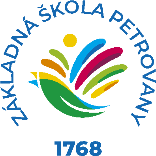 ZÁKLADNÁ ŠKOLA PETROVANY
1768